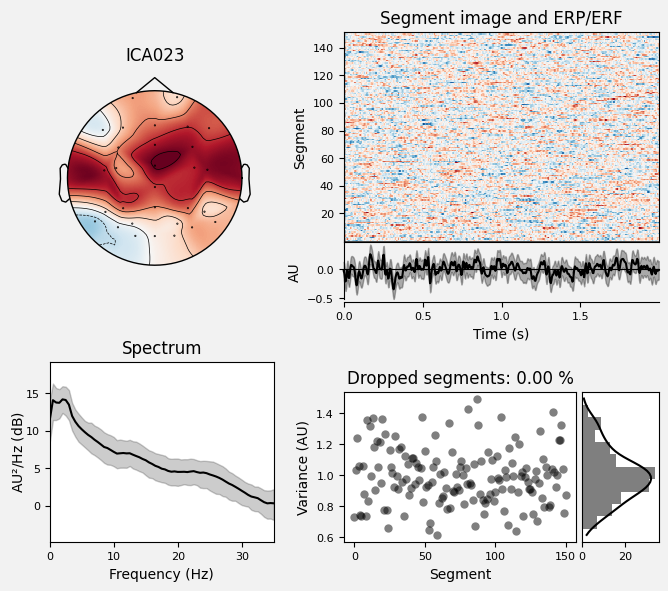 ICA023
Segment image and ERP/ERF
Segment
140
120
100
80
60
40
20
AU
0.0
−0.5
0.0 0.5 1.0 1.5
Time (s)
Spectrum
AU²/Hz (dB)
15
10
5
0
0 10 20 30
Frequency (Hz)
Dropped segments: 0.00 %
Variance (AU)
1.4
1.2
1.0
0.8
0.6
0 50 100 150
Segment
0 20